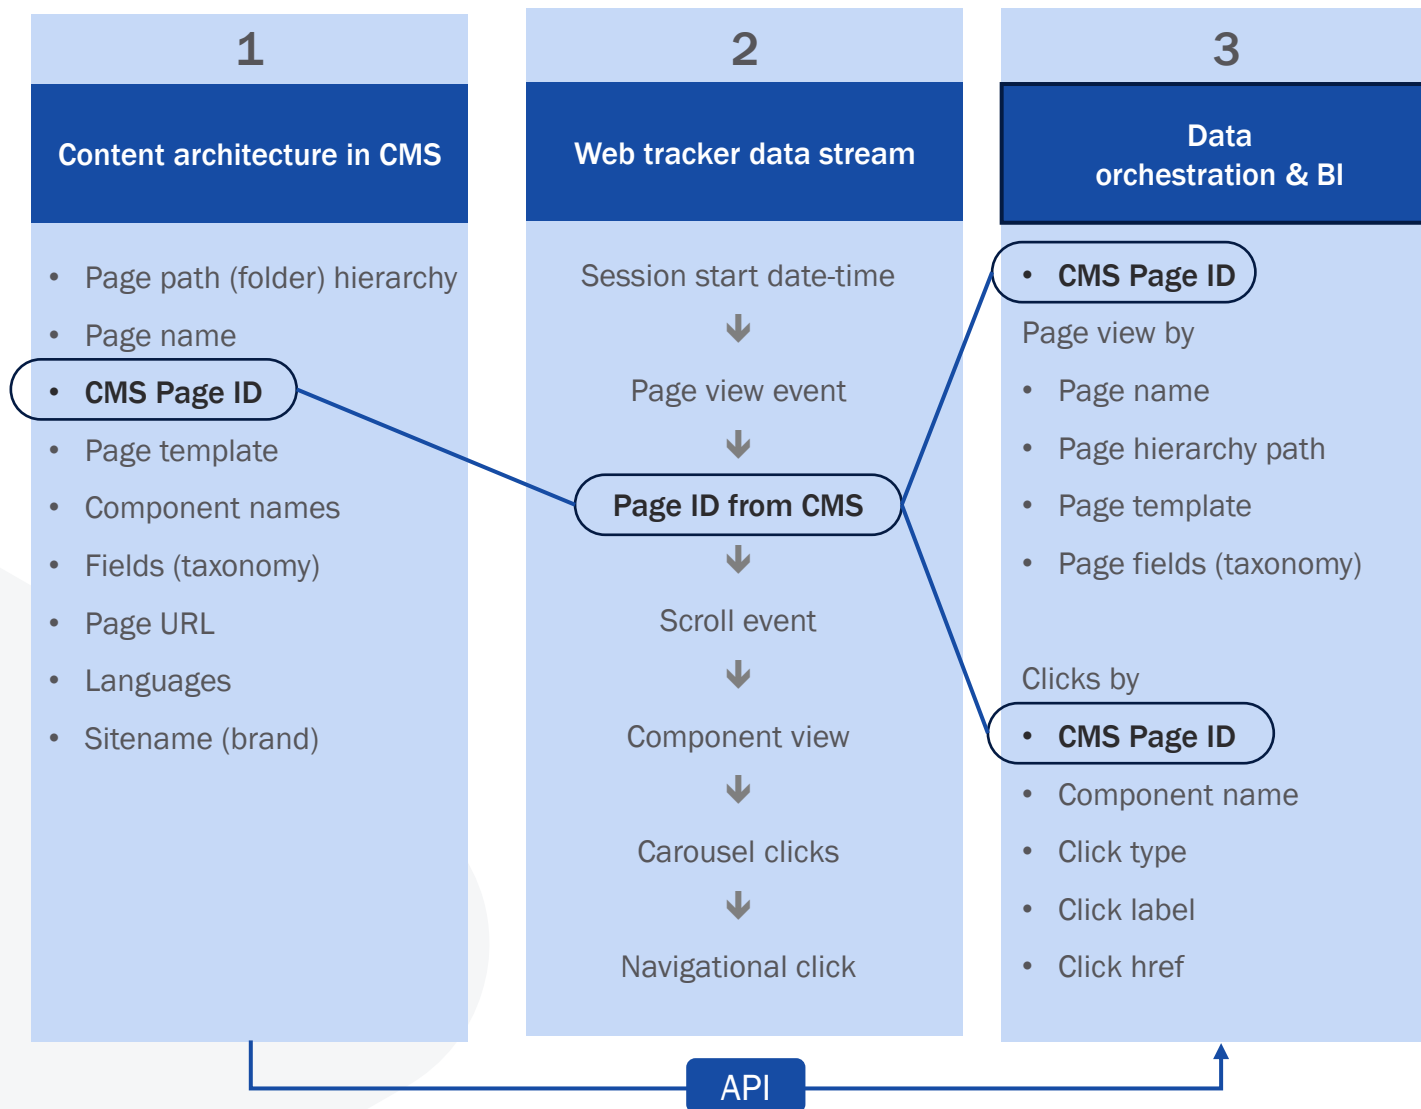 1
Content architecture in CMS
• Page path (folder) hierarchy
• Page name
• CMS Page ID
• Page template
• Component names
• Fields (taxonomy)
• Page URL
• Languages
• Sitename (brand)
2
Web tracker data stream
Session start date-time
Page view event
Page ID from CMS
Scroll event
Component view
Carousel clicks
Navigational click
3
Data
orchestration & BI
• CMS Page ID
Page view by
• Page name
• Page hierarchy path
• Page template
• Page fields (taxonomy)
Clicks by
• CMS Page ID
• Component name
• Click type
• Click label
• Click href
API